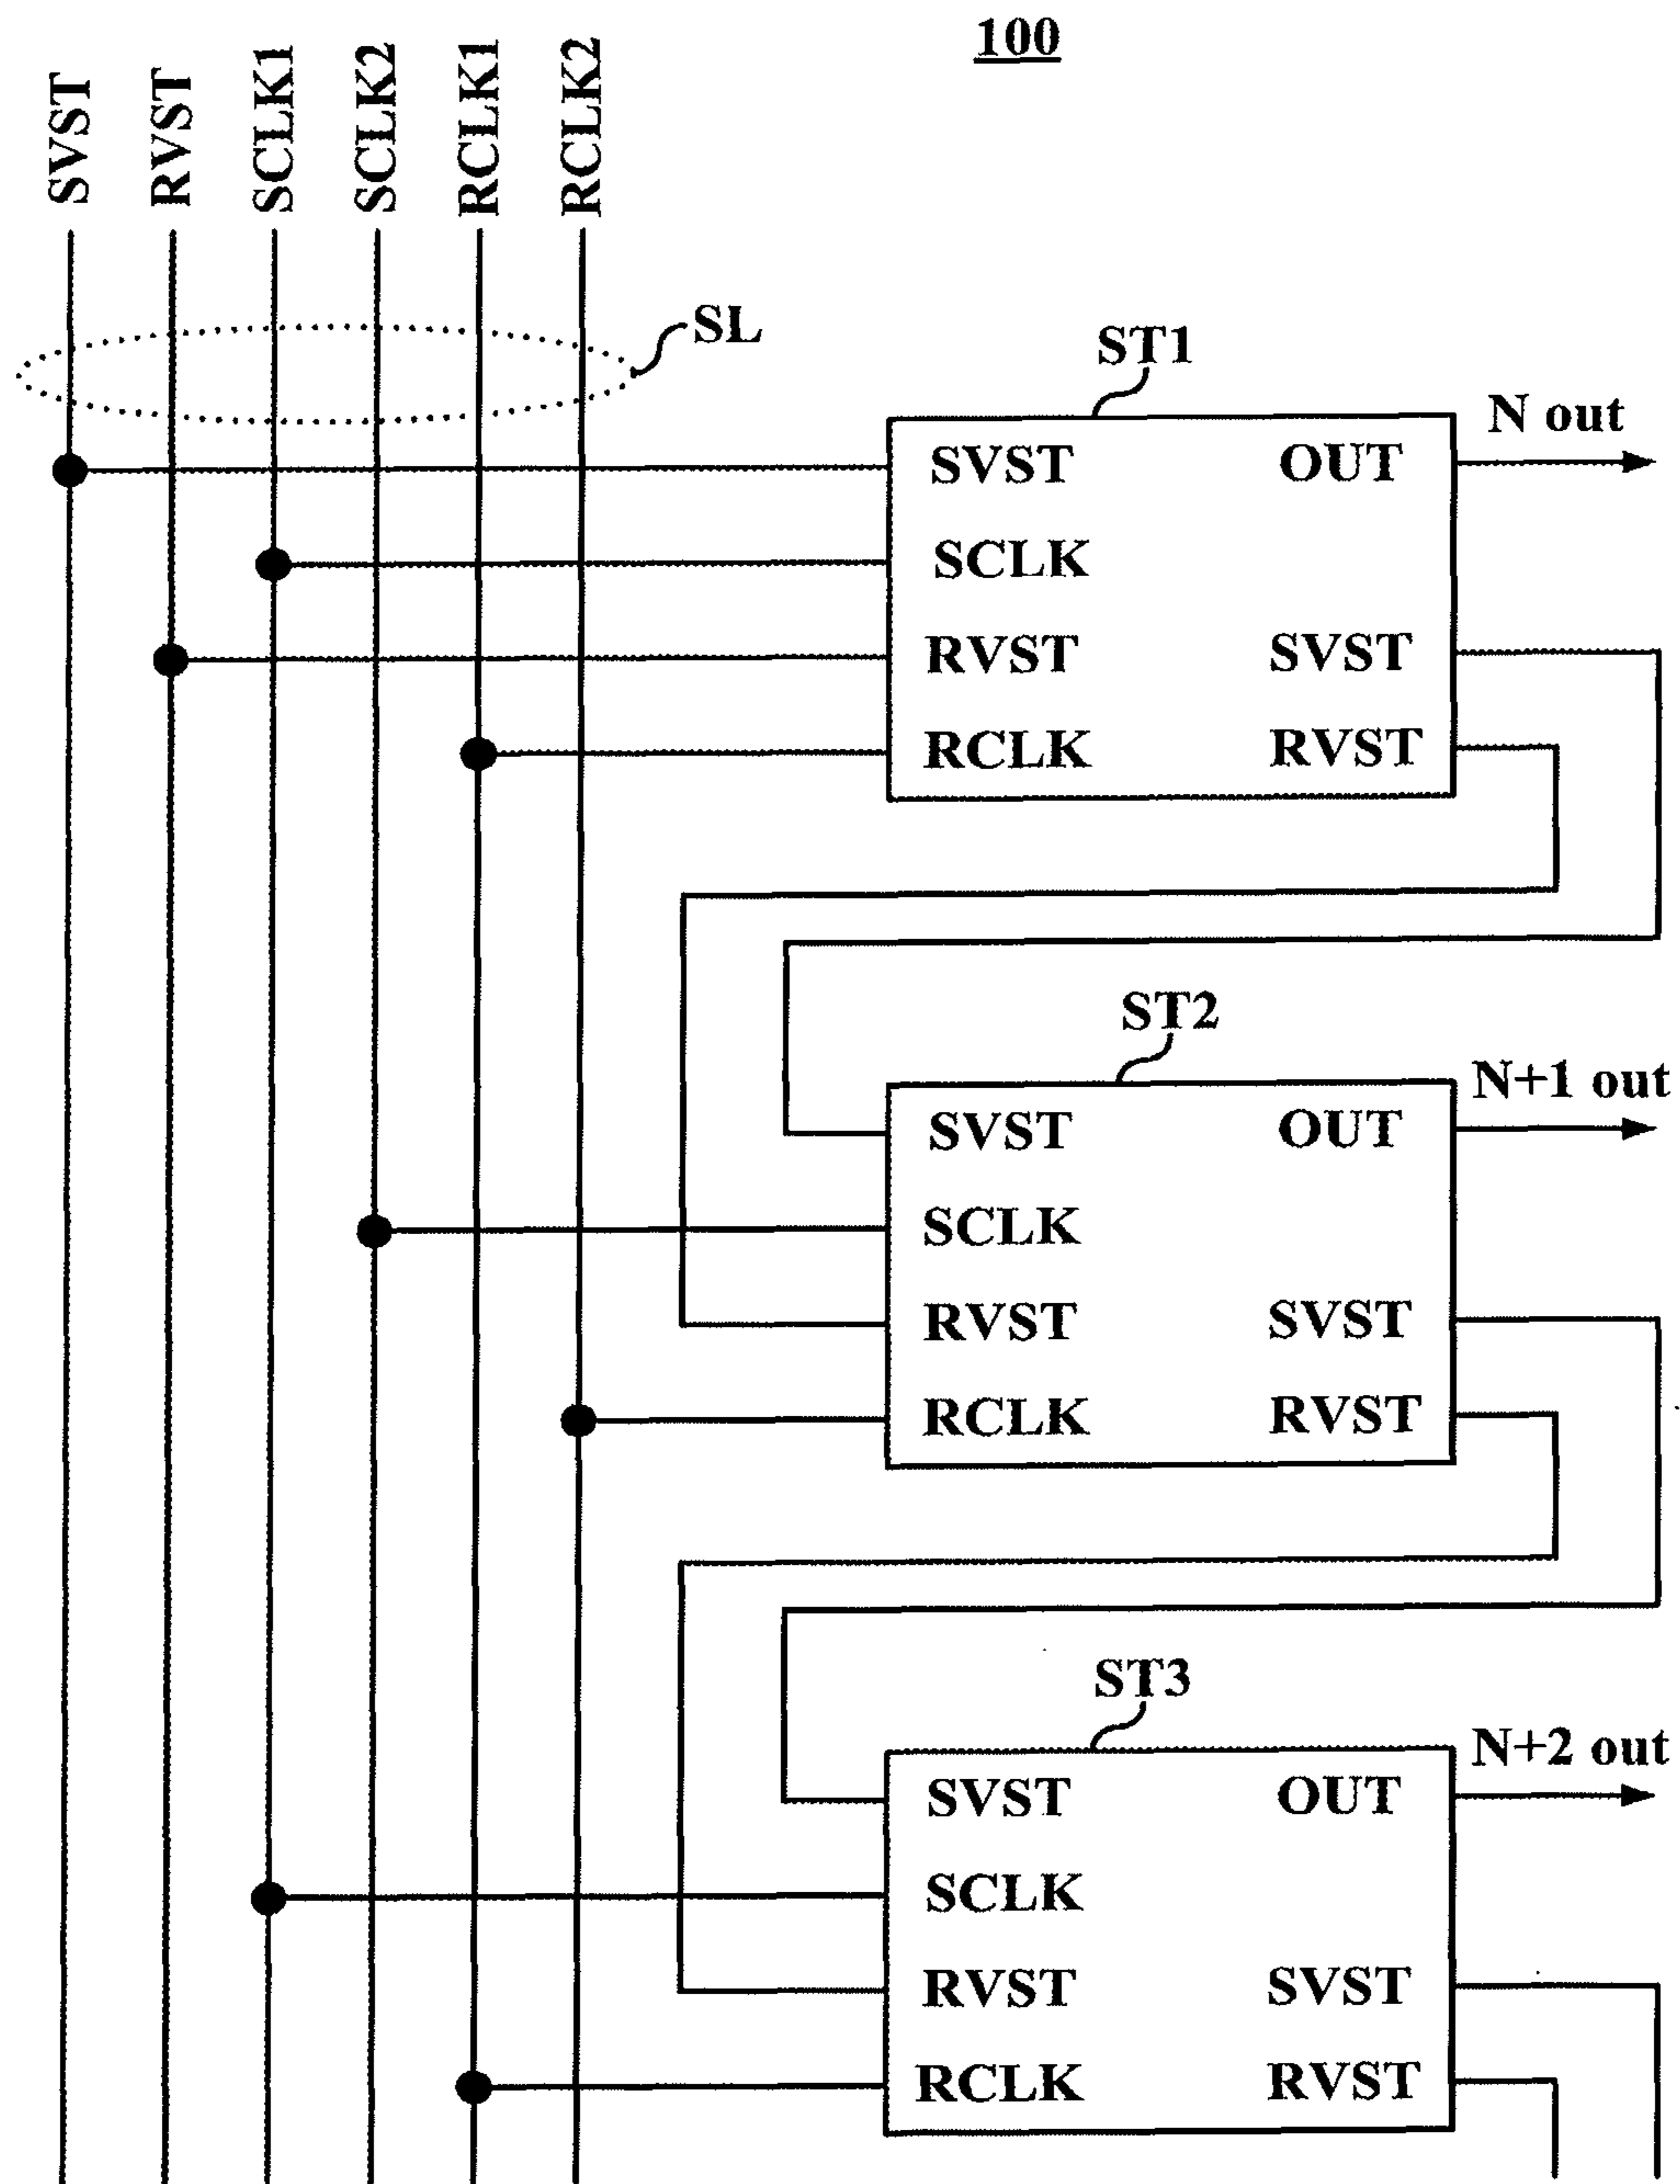 100
SVST
RVST
SCLK1
SCLK2
RCLK1
RCLK2
SL
ST1
N out
SVST OUT
SCLK
RVST SVST
RCLK RVST
ST2
N+1 out
SVST OUT
SCLK
RVST SVST
RCLK RVST
ST3
N+2 out
SVST OUT
SCLK
RVST SVST
RCLK RVST